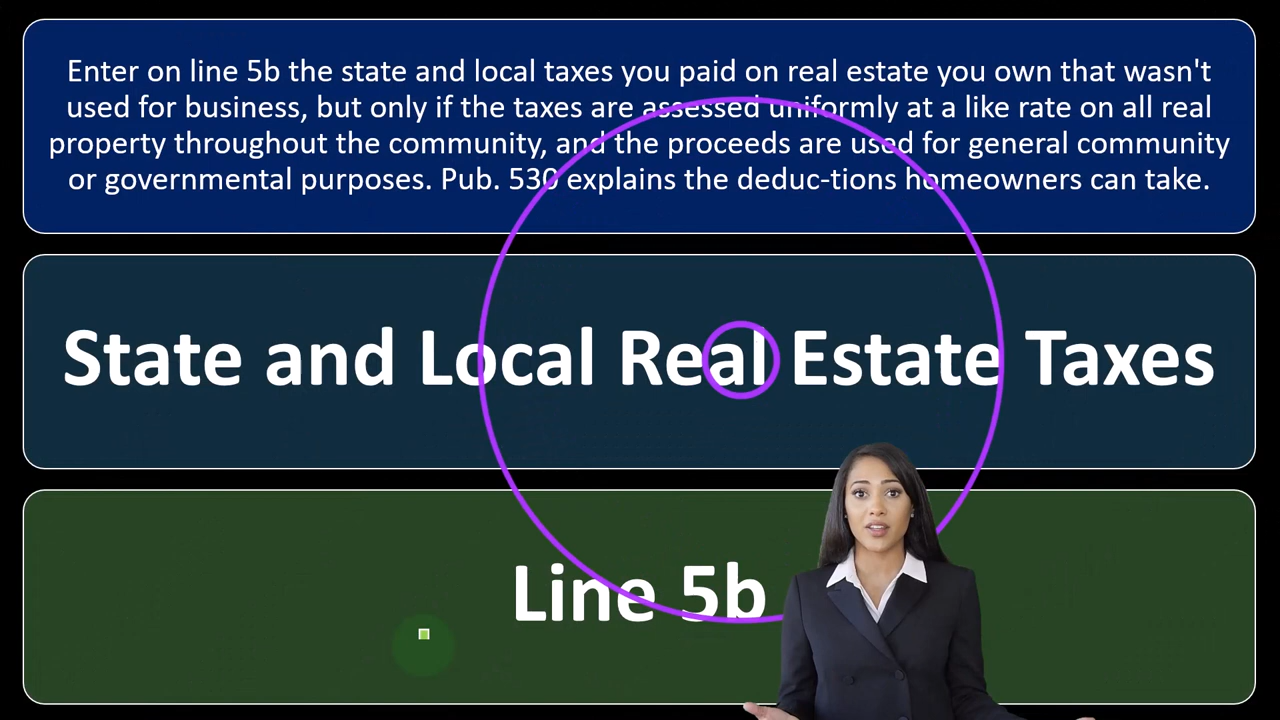 Enter on line 5b the state and local taxes you paid on real estate you own that wasn't
used for business, but only if the taxes are assessed uniformly at a like rate on all real
property throughout the community, and the proceeds are used for general community
or governmental purposes. Pub. 530 explains the deduc-tions homeowners can take.
State and Local Real Estate Taxes
Line 5b